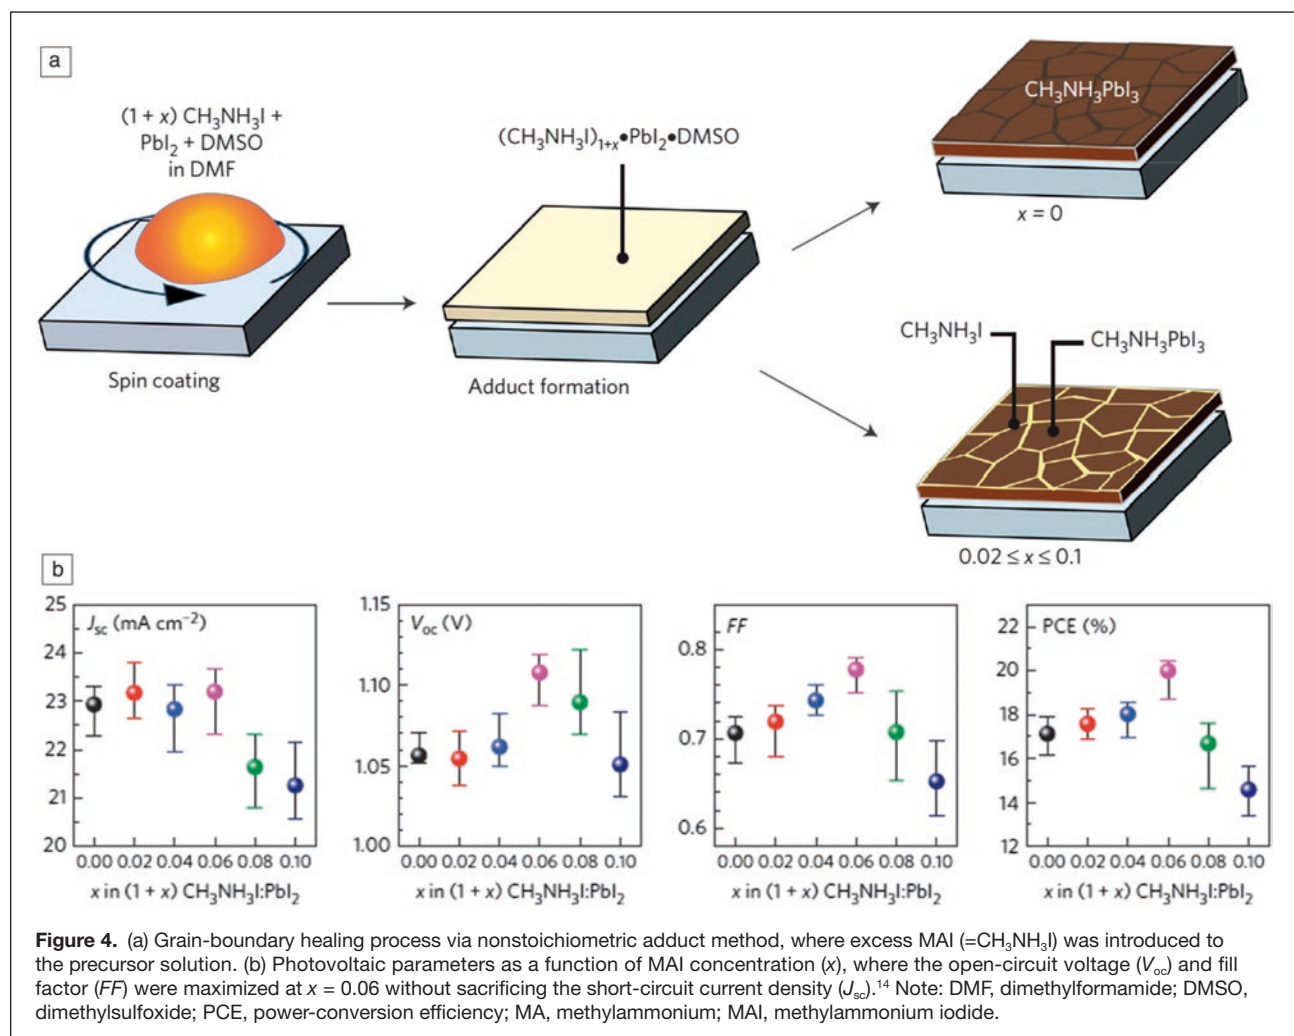 a
(1 + x) CH₃NH₃I +
PbI₂ + DMSO
in DMF
Spin coating
(CH₃NH₃I)₁₊ₓ•PbI₂•DMSO
Adduct formation
CH₃NH₃PbI₃
x = 0
CH₃NH₃I
CH₃NH₃PbI₃
0.02 ≤ x ≤ 0.1
b
J_sc (mA cm⁻²)
25
24
23
22
21
20
0.00 0.02 0.04 0.06 0.08 0.10
x in (1 + x) CH₃NH₃I:PbI₂
V_oc (V)
1.15
1.10
1.05
1.00
0.00 0.02 0.04 0.06 0.08 0.10
x in (1 + x) CH₃NH₃I:PbI₂
FF
0.8
0.7
0.6
0.00 0.02 0.04 0.06 0.08 0.10
x in (1 + x) CH₃NH₃I:PbI₂
PCE (%)
22
20
18
16
14
12
0.00 0.02 0.04 0.06 0.08 0.10
x in (1 + x) CH₃NH₃I:PbI₂
Figure 4. (a) Grain-boundary healing process via nonstoichiometric adduct method, where excess MAI (=CH₃NH₃I) was introduced to
the precursor solution. (b) Photovoltaic parameters as a function of MAI concentration (x), where the open-circuit voltage (V_oc) and fill
factor (FF) were maximized at x = 0.06 without sacrificing the short-circuit current density (J_sc).¹⁴ Note: DMF, dimethylformamide; DMSO,
dimethylsulfoxide; PCE, power-conversion efficiency; MA, methylammonium; MAI, methylammonium iodide.